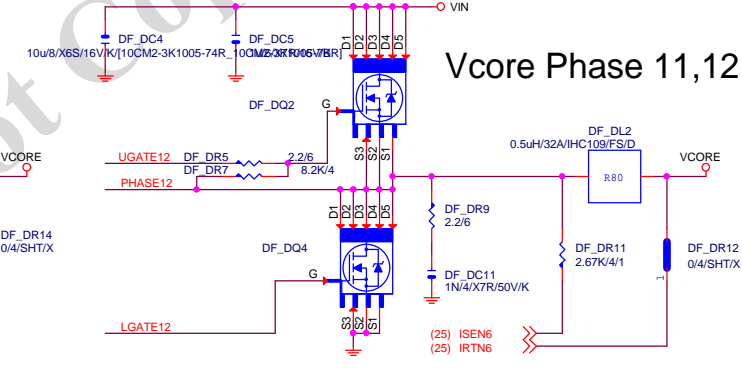 VIN
DF_DC4
10u/8/X6S/16V/K/[10CM2-3K1005-74R_
DF_DC5
Vcore Phase 11,12
D1 D2 D3 D4 D5
DF_DQ2
G
S3 S2 S1
VCORE
UGATE12 DF_DR5 2.2/6
DF_DR7 8.2K/4
PHASE12
DF_DL2
0.5uH/32A/IHC109/FS/D
R80
VCORE
D1 D2 D3 D4 D5
DF_DR9
2.2/6
DF_DR14
0/4/SHT/X
DF_DQ4
G
DF_DR11
2.67K/4/1
DF_DR12
0/4/SHT/X
1
DF_DC11
1N/4/X7R/50V/K
S3 S2 S1
LGATE12
(25) ISEN6
(25) IRTN6